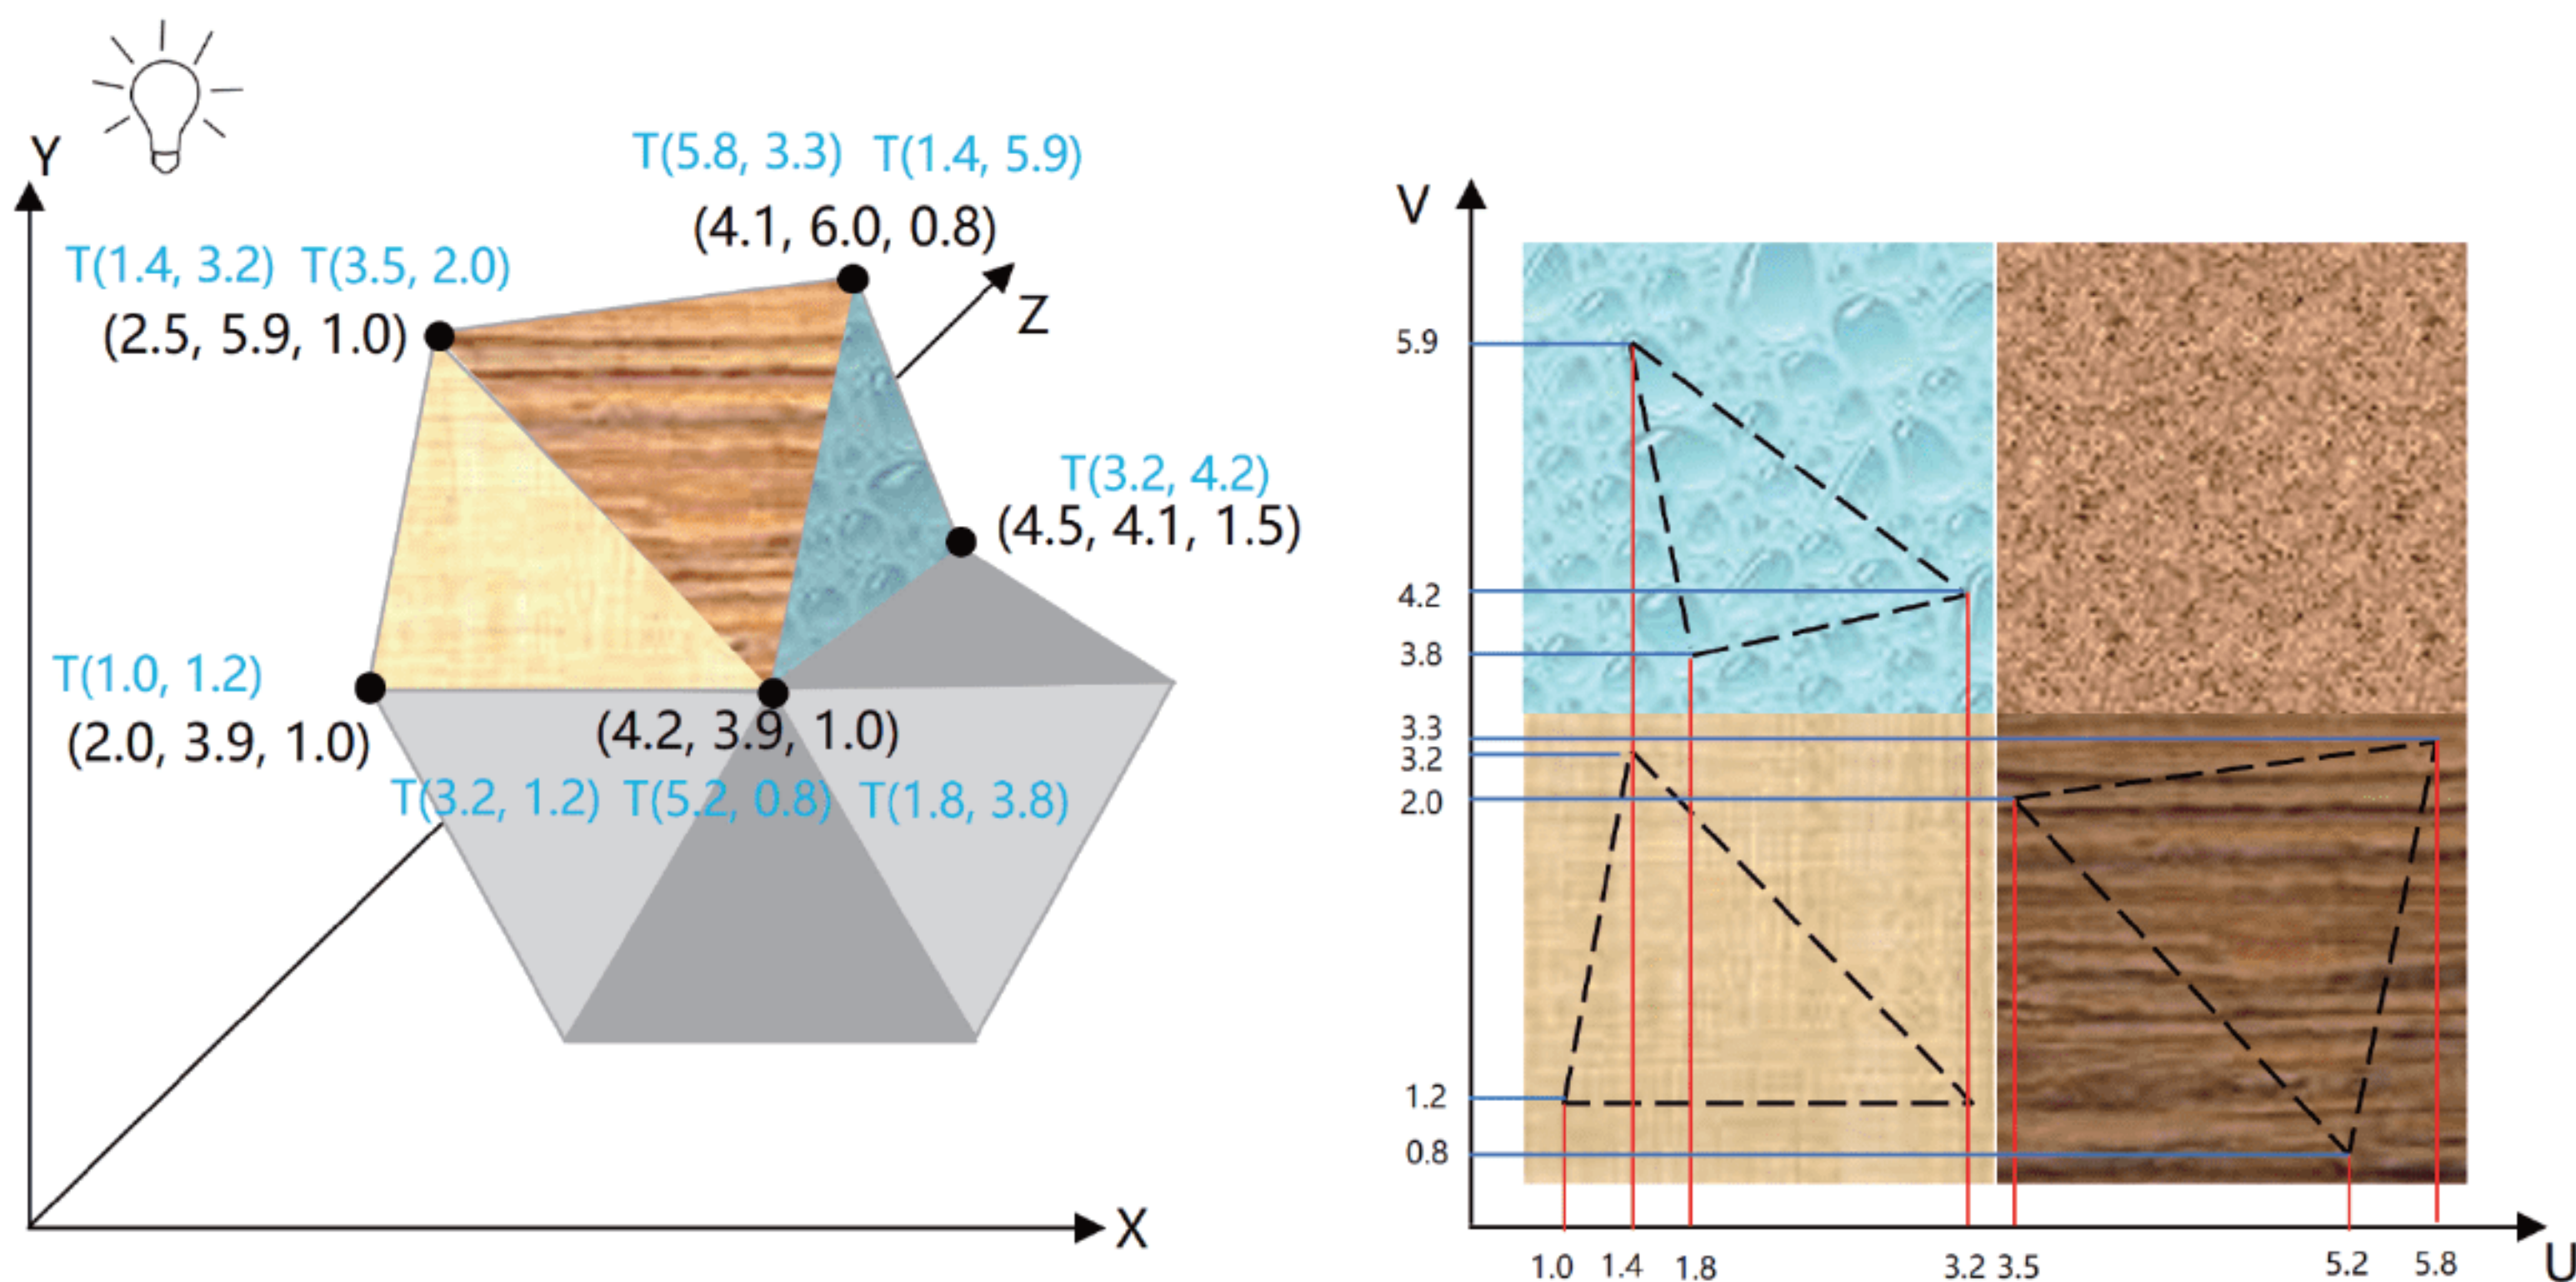 Y
T(5.8, 3.3) T(1.4, 5.9)
(4.1, 6.0, 0.8)
T(1.4, 3.2) T(3.5, 2.0)
(2.5, 5.9, 1.0)
Z
T(3.2, 4.2)
(4.5, 4.1, 1.5)
T(1.0, 1.2)
(2.0, 3.9, 1.0)
(4.2, 3.9, 1.0)
T(3.2, 1.2) T(5.2, 0.8) T(1.8, 3.8)
X
V
5.9
4.2
3.8
3.3
3.2
2.0
1.2
0.8
1.0 1.4 1.8 3.2 3.5 5.2 5.8
U